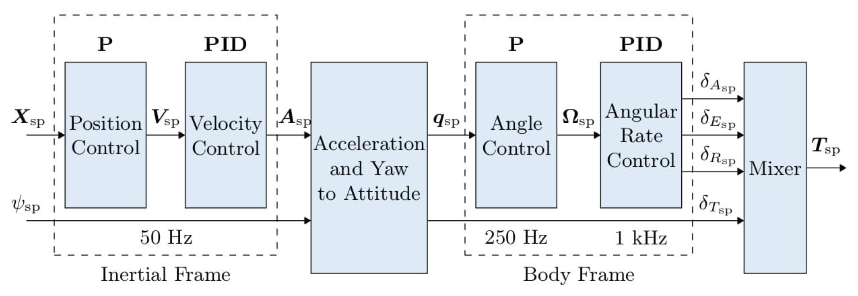 P
PID
P
PID
X_sp
Position
Control
V_sp
Velocity
Control
A_sp
Acceleration
and Yaw
to Attitude
q_sp
Angle
Control
Ω_sp
Angular
Rate
Control
δ_A_sp
δ_E_sp
δ_R_sp
δ_T_sp
Mixer
T_sp
ψ_sp
50 Hz
250 Hz
1 kHz
Inertial Frame
Body Frame